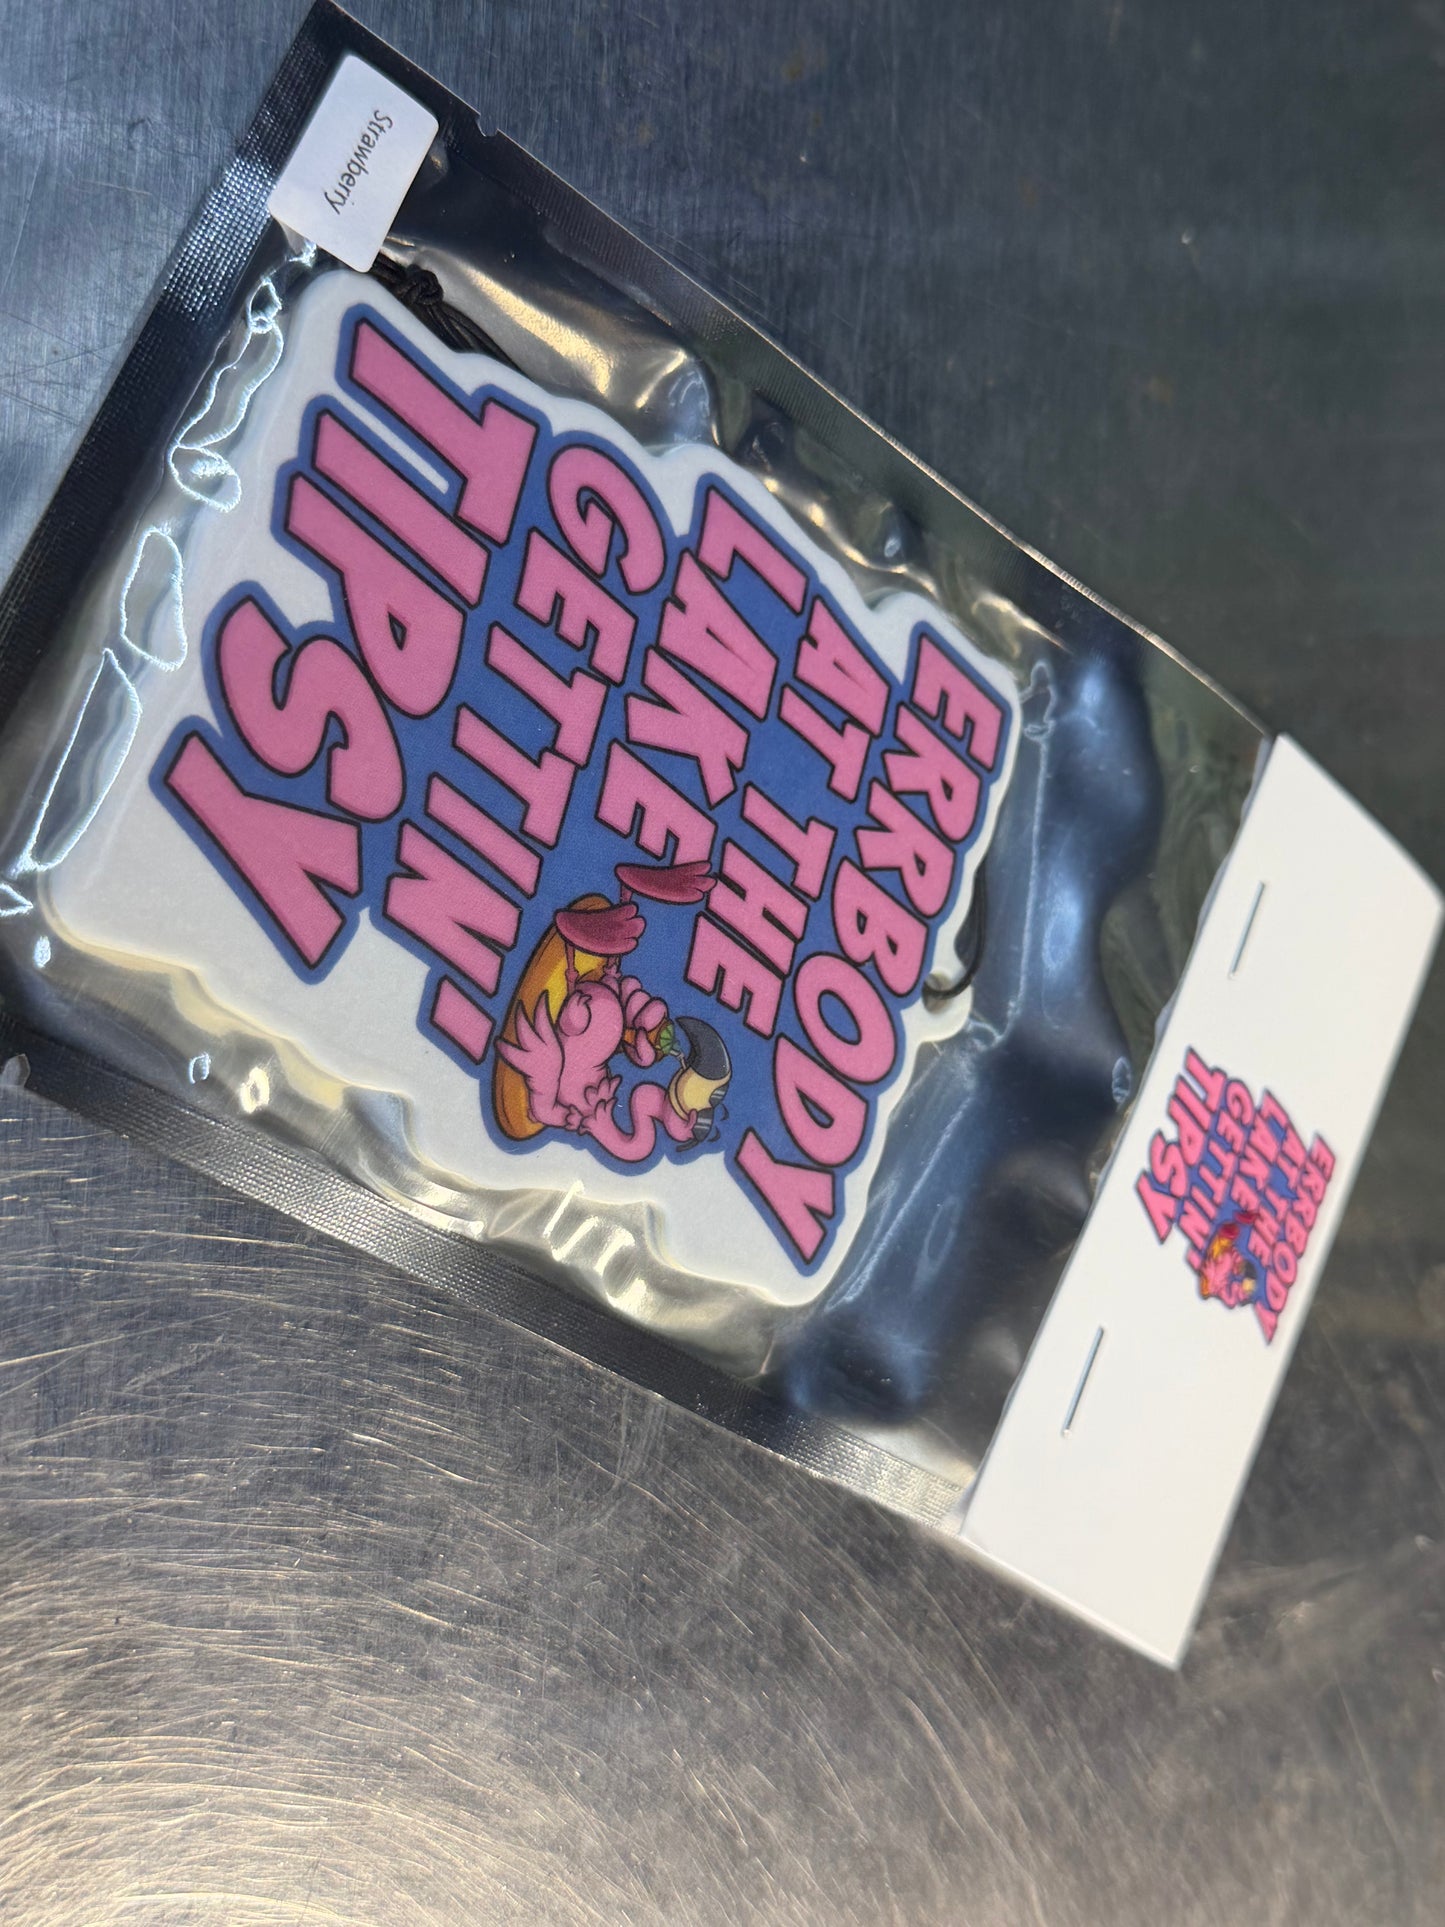 ERRBODY
AT THE
LAKE
GETTIN'
TIPSY
Strawberry
ERRBODY
AT THE
LAKE
GETTIN'
TIPSY